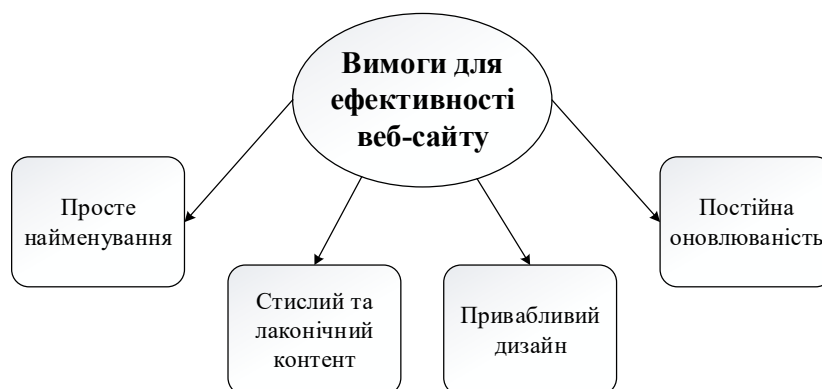 Вимоги для
ефективності
веб-сайту
Просте
найменування
Стислий та
лаконічний
контент
Привабливий
дизайн
Постійна
оновлюваність